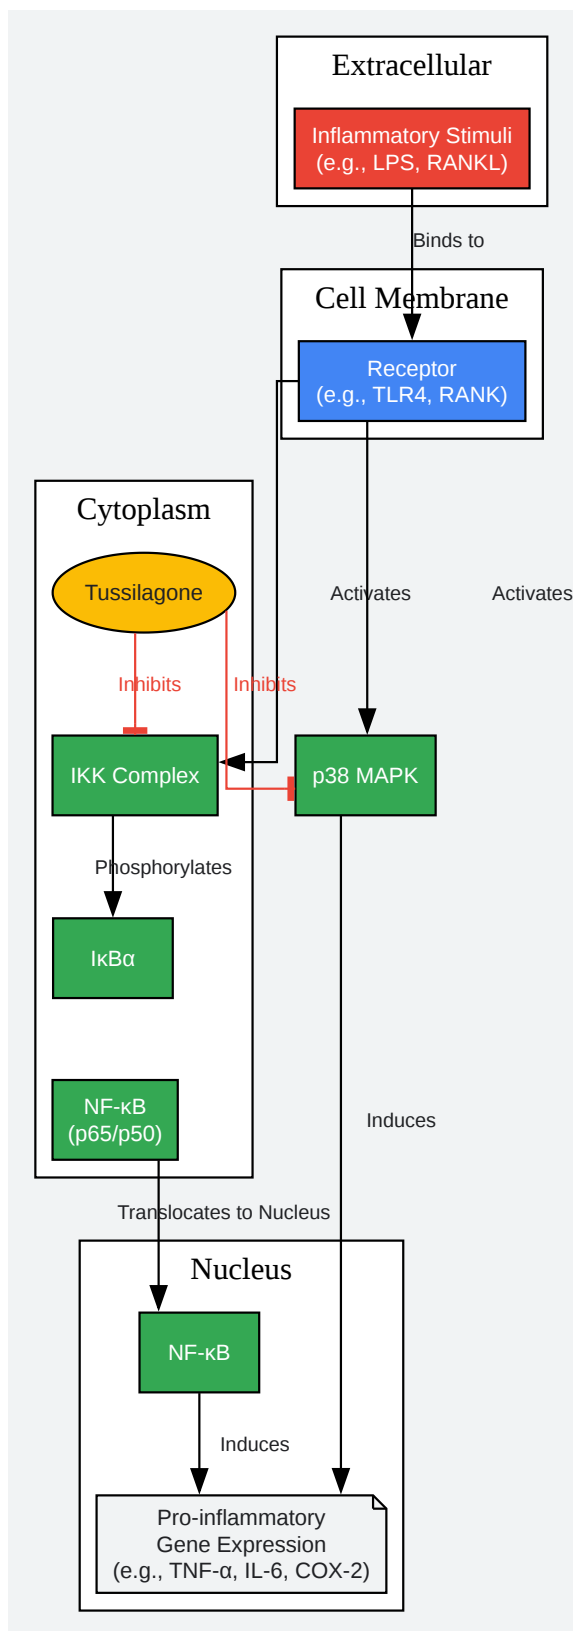 Extracellular
Inflammatory Stimuli
(e.g., LPS, RANKL)
Binds to
Cell Membrane
Receptor
(e.g., TLR4, RANK)
Cytoplasm
Tussilagone
Activates
Activates
Inhibits
Inhibits
IKK Complex
p38 MAPK
Phosphorylates
IκBα
NF-κB
(p65/p50)
Induces
Translocates to Nucleus
Nucleus
NF-κB
Induces
Pro-inflammatory
Gene Expression
(e.g., TNF-α, IL-6, COX-2)